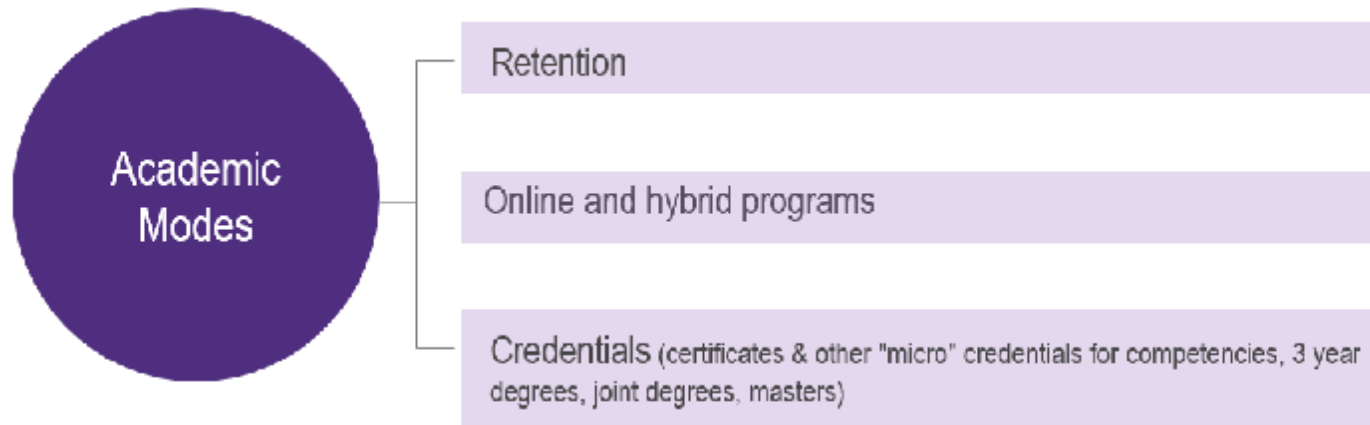 Academic
Modes
Retention
Online and hybrid programs
Credentials (certificates & other "micro" credentials for competencies, 3 year
degrees, joint degrees, masters)